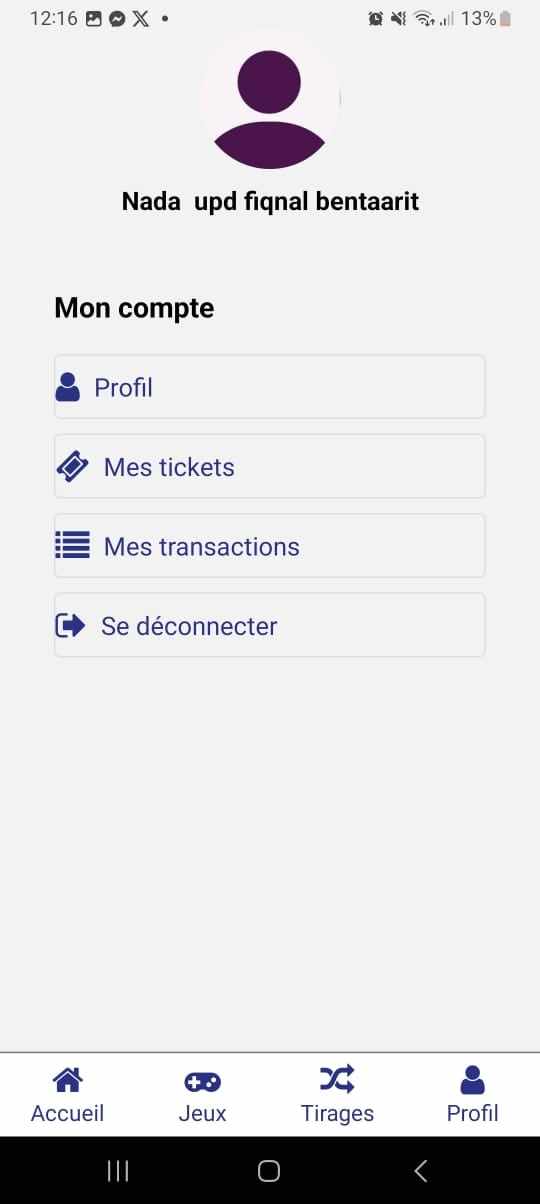 12:16
13%
Nada upd fiqnal bentaarit
Mon compte
Profil
Mes tickets
Mes transactions
Se déconnecter
Accueil
Jeux
Tirages
Profil